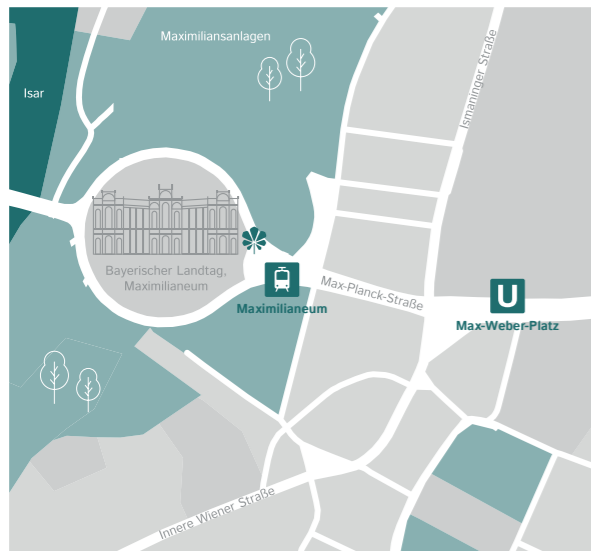 Maximiliansanlagen
Isar
Ismaninger Straße
Bayerischer Landtag,
Maximilianeum
Max-Planck-Straße
Maximilianeum
U
Max-Weber-Platz
Innere Wiener Straße